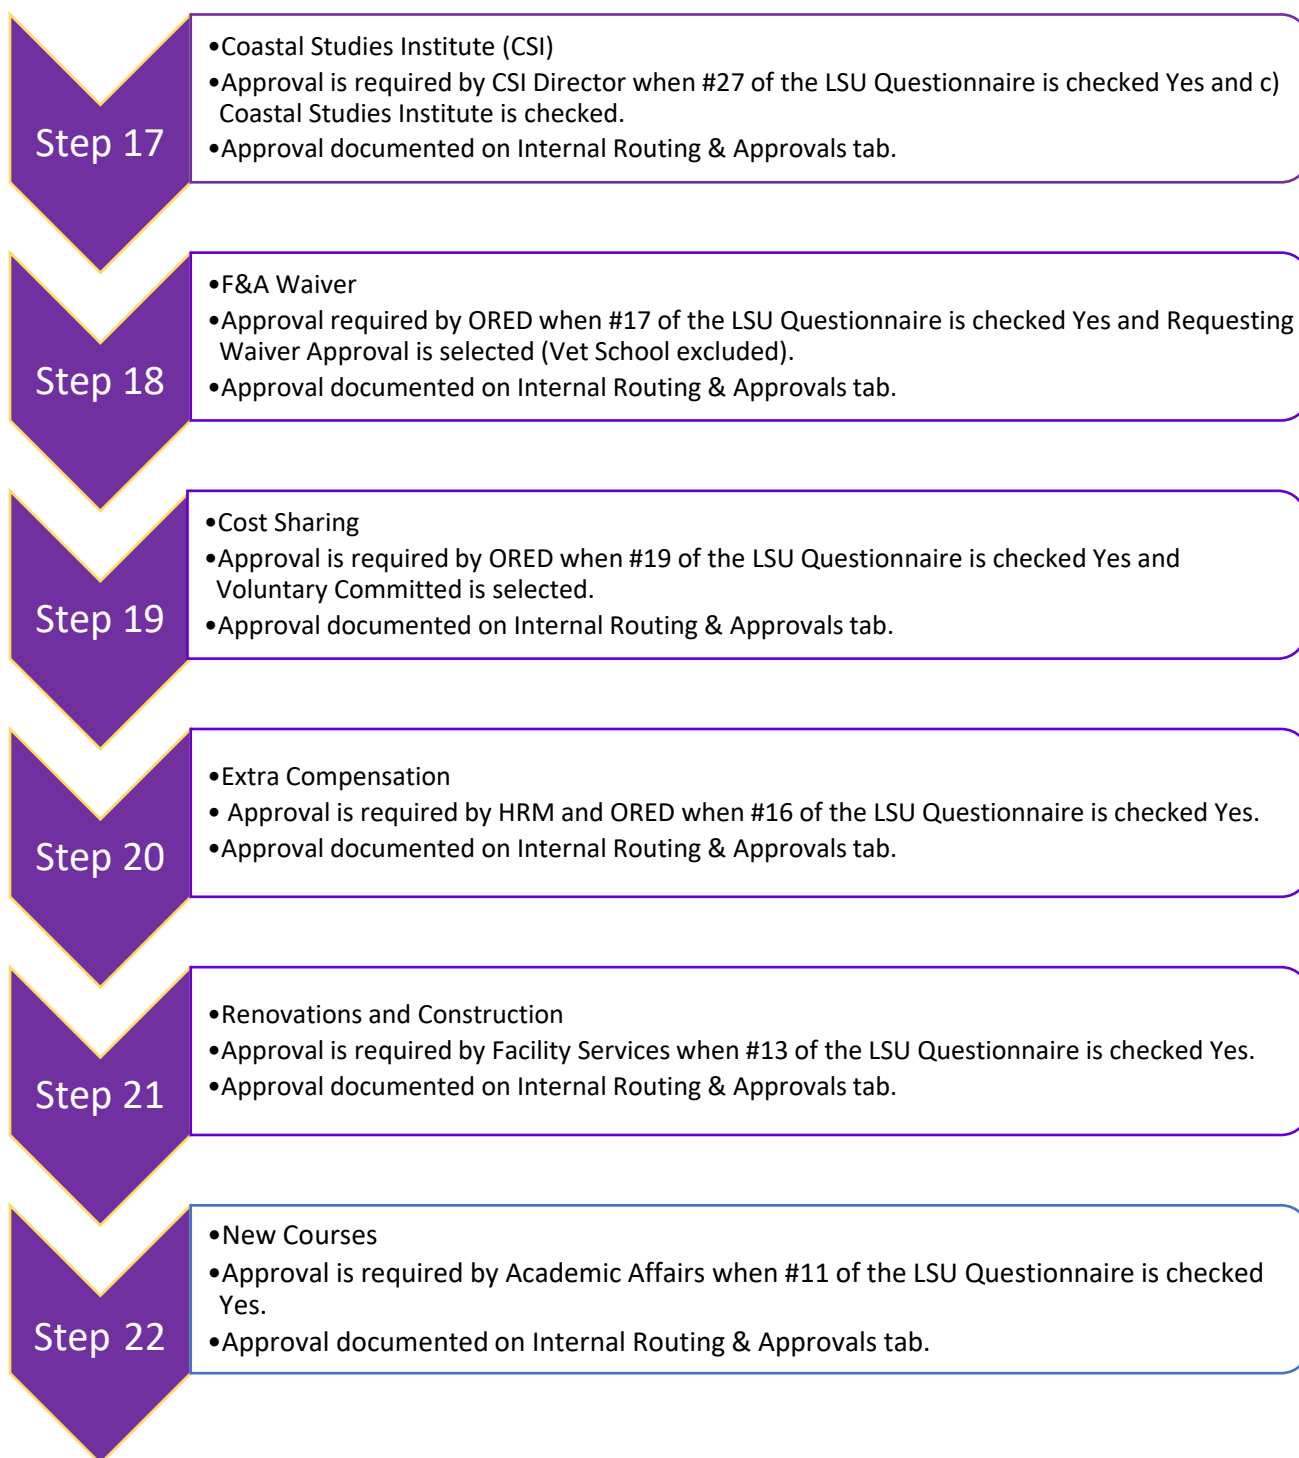 Step 17
•Coastal Studies Institute (CSI)
•Approval is required by CSI Director when #27 of the LSU Questionnaire is checked Yes and c)
Coastal Studies Institute is checked.
•Approval documented on Internal Routing & Approvals tab.
Step 18
•F&A Waiver
•Approval required by ORED when #17 of the LSU Questionnaire is checked Yes and Requesting
Waiver Approval is selected (Vet School excluded).
•Approval documented on Internal Routing & Approvals tab.
Step 19
•Cost Sharing
•Approval is required by ORED when #19 of the LSU Questionnaire is checked Yes and
Voluntary Committed is selected.
•Approval documented on Internal Routing & Approvals tab.
Step 20
•Extra Compensation
• Approval is required by HRM and ORED when #16 of the LSU Questionnaire is checked Yes.
•Approval documented on Internal Routing & Approvals tab.
Step 21
•Renovations and Construction
•Approval is required by Facility Services when #13 of the LSU Questionnaire is checked Yes.
•Approval documented on Internal Routing & Approvals tab.
Step 22
•New Courses
•Approval is required by Academic Affairs when #11 of the LSU Questionnaire is checked
Yes.
•Approval documented on Internal Routing & Approvals tab.